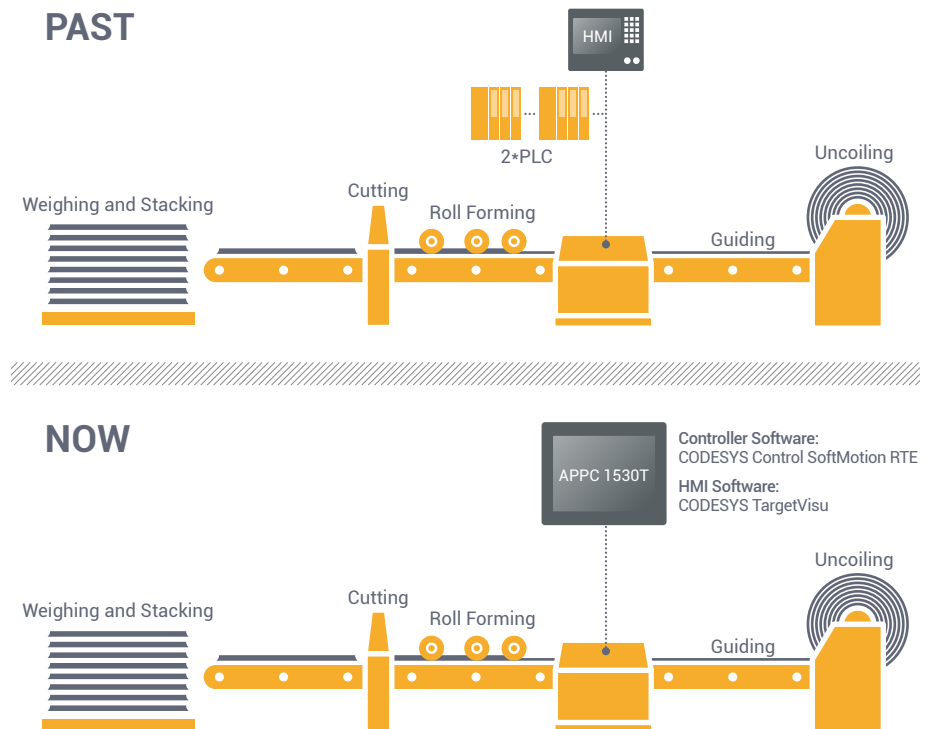 PAST
HMI
2*PLC
Uncoiling
Cutting
Weighing and Stacking
Roll Forming
Guiding
NOW
APPC 1530T
Controller Software:
CODESYS Control SoftMotion RTE
HMI Software:
CODESYS TargetVisu
Uncoiling
Cutting
Weighing and Stacking
Roll Forming
Guiding